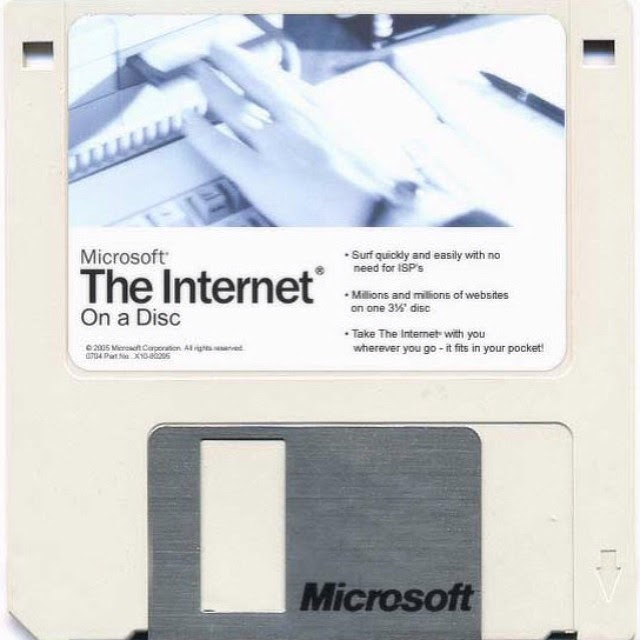 Microsoft®
The Internet®
On a Disc
© 2005 Microsoft Corporation. All rights reserved.
0704 Part No. X10-80295
• Surf quickly and easily with no
need for ISP's
• Millions and millions of websites
on one 3½" disc
• Take The Internet® with you
wherever you go - it fits in your pocket!
Microsoft